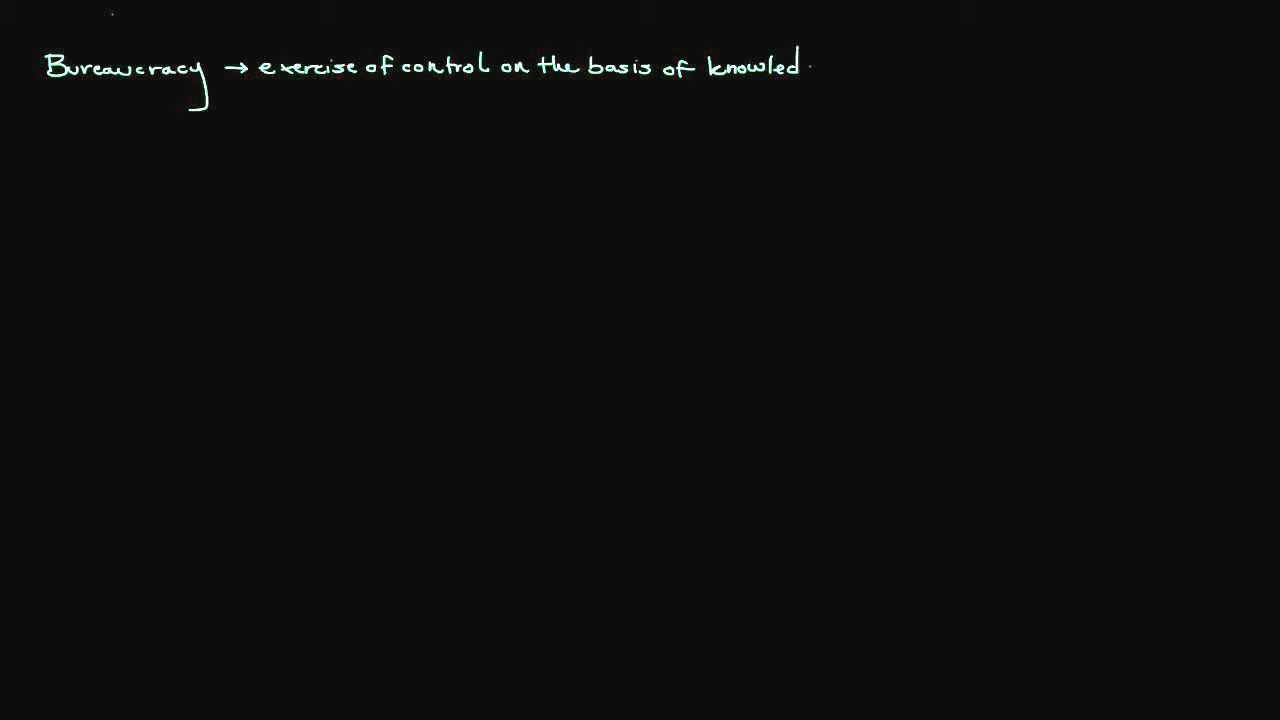 Bureaucracy → exercise of control on the basis of knowled